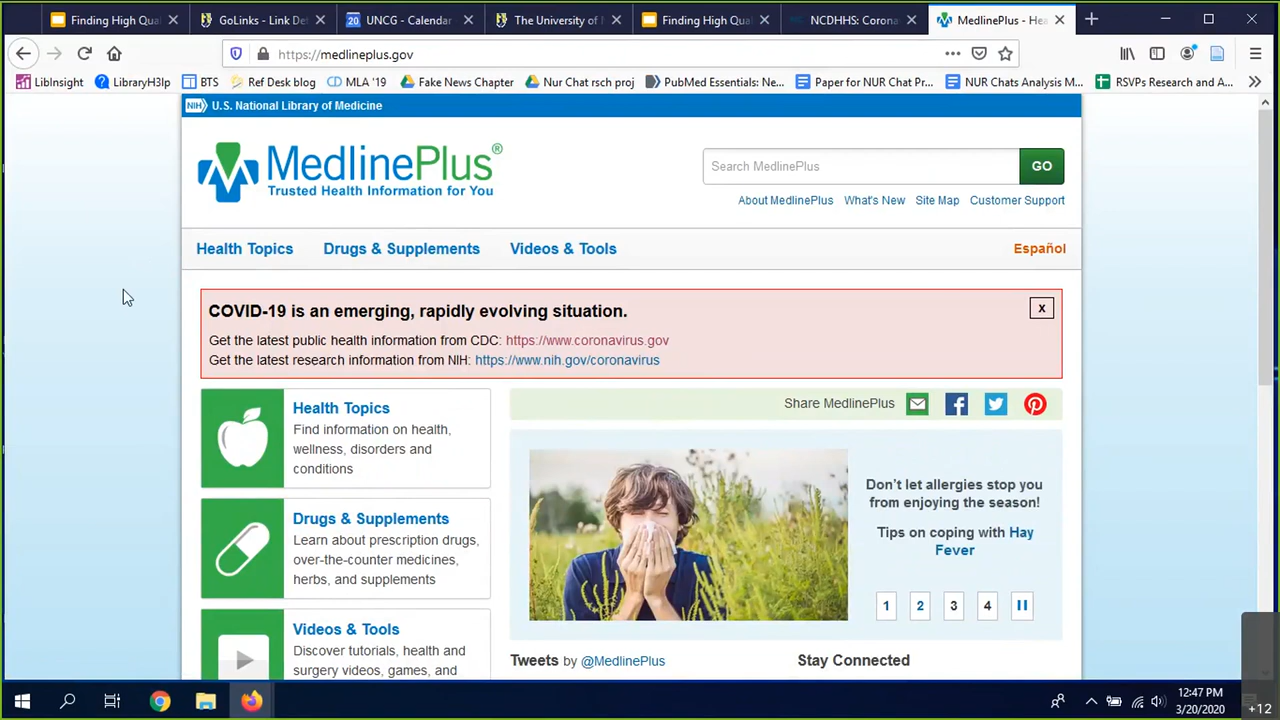 Finding High Qual
GoLinks - Link De
20 UNCG - Calendar
The University of
Finding High Qual
NCDHHS: Corona
MedlinePlus - Hea
https://medlineplus.gov
LibInsight
LibraryH3lp
BTS
Ref Desk blog
MLA '19
Fake News Chapter
Nur Chat rsch proj
PubMed Essentials: Ne...
Paper for NUR Chat Pr...
NUR Chats Analysis M...
RSVPs Research and A...
NIH U.S. National Library of Medicine
MedlinePlus®
Trusted Health Information for You
Search MedlinePlus
GO
About MedlinePlus
What's New
Site Map
Customer Support
Health Topics
Drugs & Supplements
Videos & Tools
Español
COVID-19 is an emerging, rapidly evolving situation.
x
Get the latest public health information from CDC: https://www.coronavirus.gov
Get the latest research information from NIH: https://www.nih.gov/coronavirus
Health Topics
Find information on health,
wellness, disorders and
conditions
Drugs & Supplements
Learn about prescription drugs,
over-the-counter medicines,
herbs, and supplements
Videos & Tools
Discover tutorials, health and
surgery videos, games, and
Share MedlinePlus
Don't let allergies stop you
from enjoying the season!
Tips on coping with Hay
Fever
1 2 3 4
Tweets by @MedlinePlus
Stay Connected
12:47 PM
3/20/2020
+12